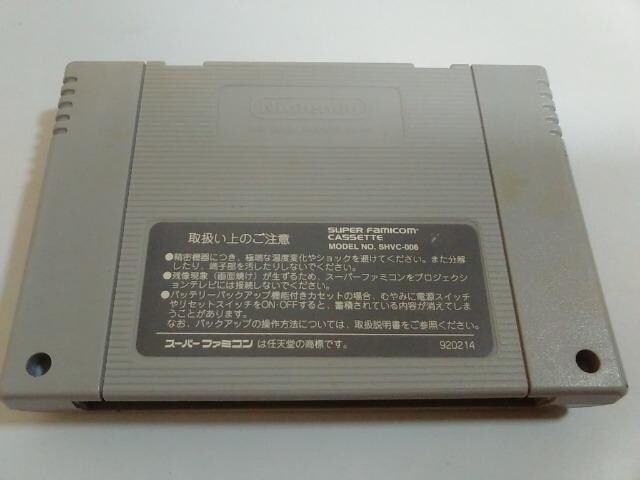 Nintendo
取扱い上のご注意
SUPER FAMICOM
CASSETTE
MODEL NO. SHVC-006
●精密機器につき、極端な温度変化やショックを避けてください。また分解
したり、端子部を汚したりしないでください。
●残像現象（画面焼け）が生ずるため、スーパーファミコンをプロジェクシ
ョンテレビには接続しないでください。
●バッテリーバックアップ機能付きカセットの場合、むやみに電源スイッチ
やリセットスイッチをON・OFFすると、蓄積されている内容が消えてしま
うことがあります。
なお、バックアップの操作方法については、取扱説明書をご参照ください。
スーパーファミコン は任天堂の商標です。
920214